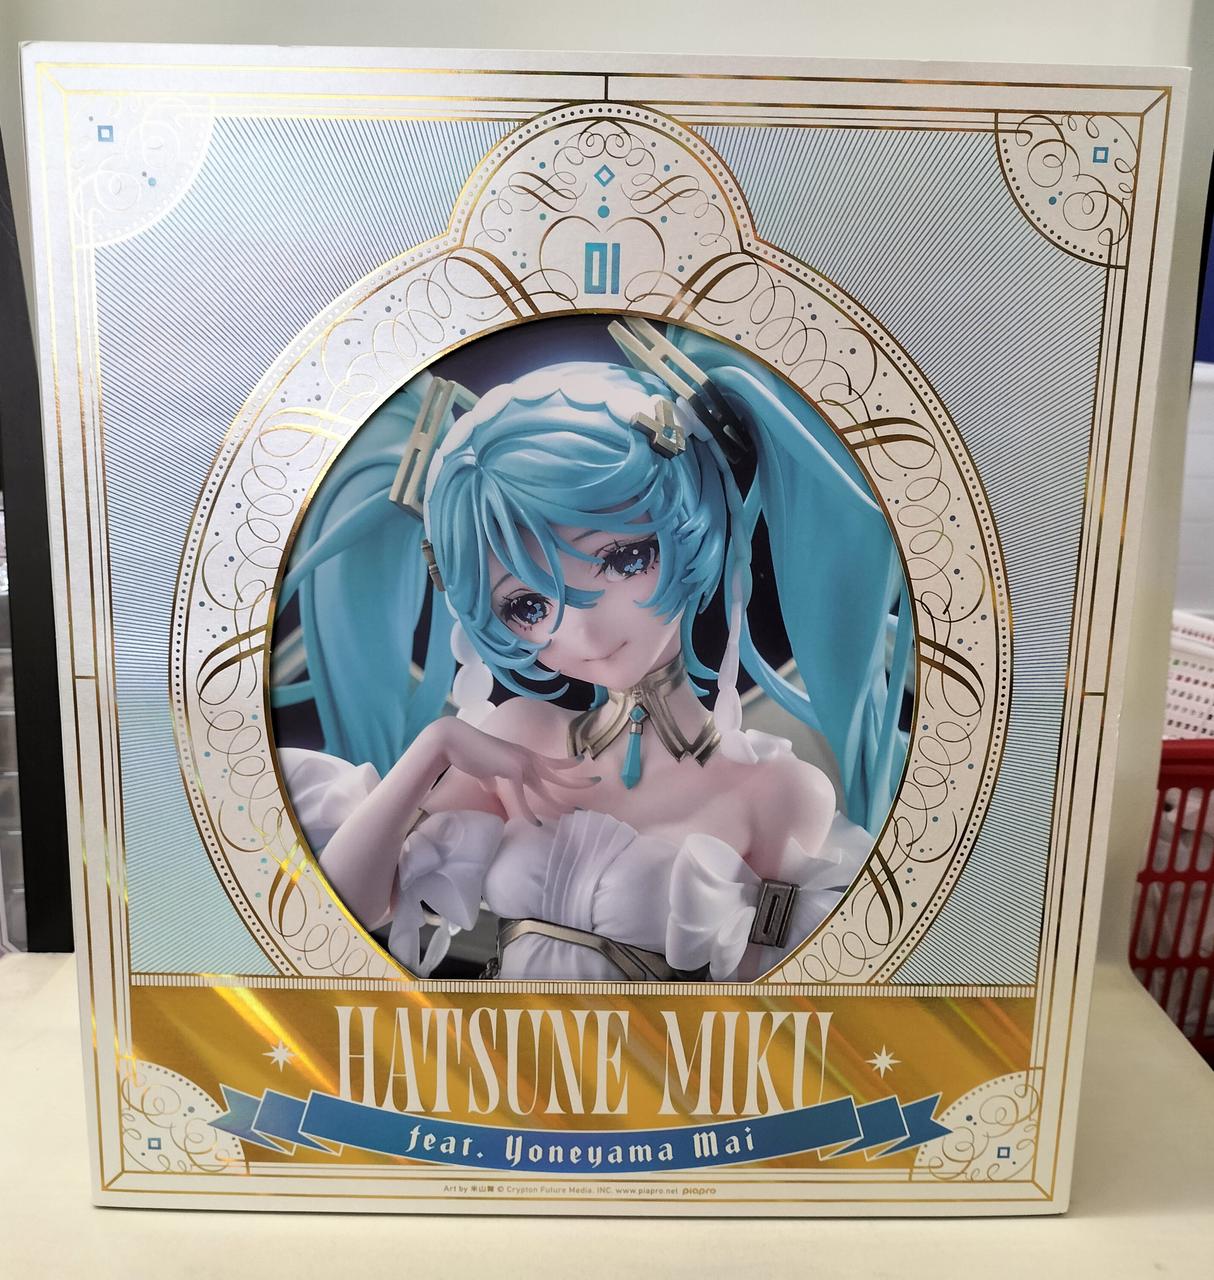 01
HATSUNE MIKU
feat. Yoneyama Mai
Art by 米山舞 © Crypton Future Media, INC. www.piapro.net piapro